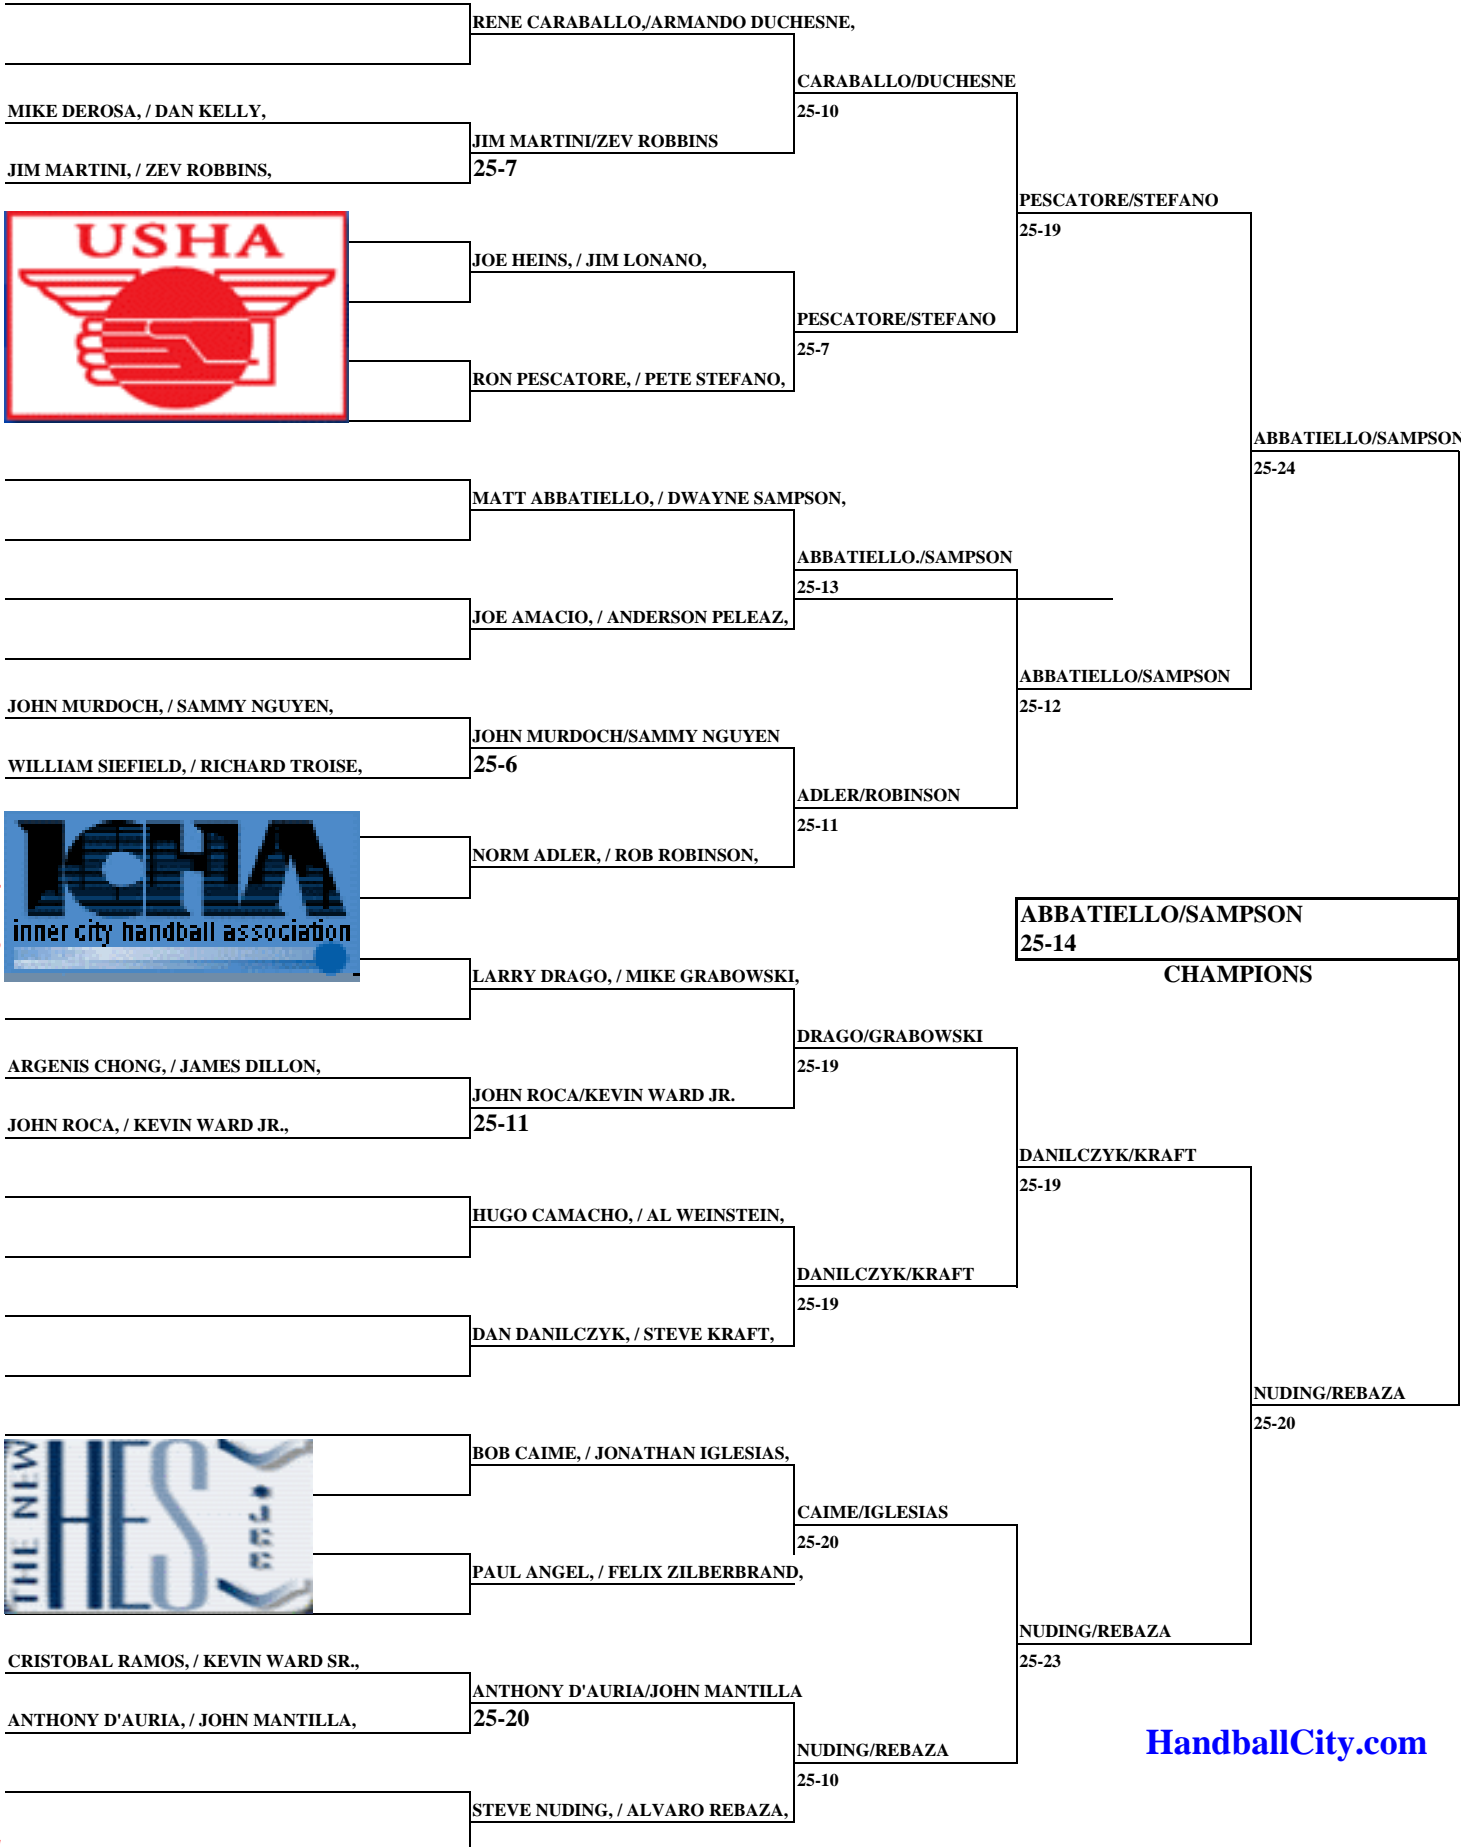 RENE CARABALLO,/ARMANDO DUCHESNE,
CARABALLO/DUCHESNE
25-10
MIKE DEROSA, / DAN KELLY,
JIM MARTINI/ZEV ROBBINS
25-7
JIM MARTINI, / ZEV ROBBINS,
PESCATORE/STEFANO
25-19
USHA
JOE HEINS, / JIM LONANO,
PESCATORE/STEFANO
25-7
RON PESCATORE, / PETE STEFANO,
ABBATIELLO/SAMPSON
25-24
MATT ABBATIELLO, / DWAYNE SAMPSON,
ABBATIELLO./SAMPSON
25-13
JOE AMACIO, / ANDERSON PELEAZ,
ABBATIELLO/SAMPSON
25-12
JOHN MURDOCH, / SAMMY NGUYEN,
JOHN MURDOCH/SAMMY NGUYEN
25-6
WILLIAM SIEFIELD, / RICHARD TROISE,
ADLER/ROBINSON
25-11
ICHA
inner city handball association
NORM ADLER, / ROB ROBINSON,
ABBATIELLO/SAMPSON
25-14
CHAMPIONS
LARRY DRAGO, / MIKE GRABOWSKI,
DRAGO/GRABOWSKI
25-19
ARGENIS CHONG, / JAMES DILLON,
JOHN ROCA/KEVIN WARD JR.
25-11
JOHN ROCA, / KEVIN WARD JR.,
DANILCZYK/KRAFT
25-19
HUGO CAMACHO, / AL WEINSTEIN,
DANILCZYK/KRAFT
25-19
DAN DANILCZYK, / STEVE KRAFT,
NUDING/REBAZA
25-20
THE NEW
HES
BOB CAIME, / JONATHAN IGLESIAS,
CAIME/IGLESIAS
25-20
PAUL ANGEL, / FELIX ZILBERBRAND,
NUDING/REBAZA
25-23
CRISTOBAL RAMOS, / KEVIN WARD SR.,
ANTHONY D'AURIA/JOHN MANTILLA
25-20
ANTHONY D'AURIA, / JOHN MANTILLA,
NUDING/REBAZA
25-10
HandballCity.com
STEVE NUDING, / ALVARO REBAZA,